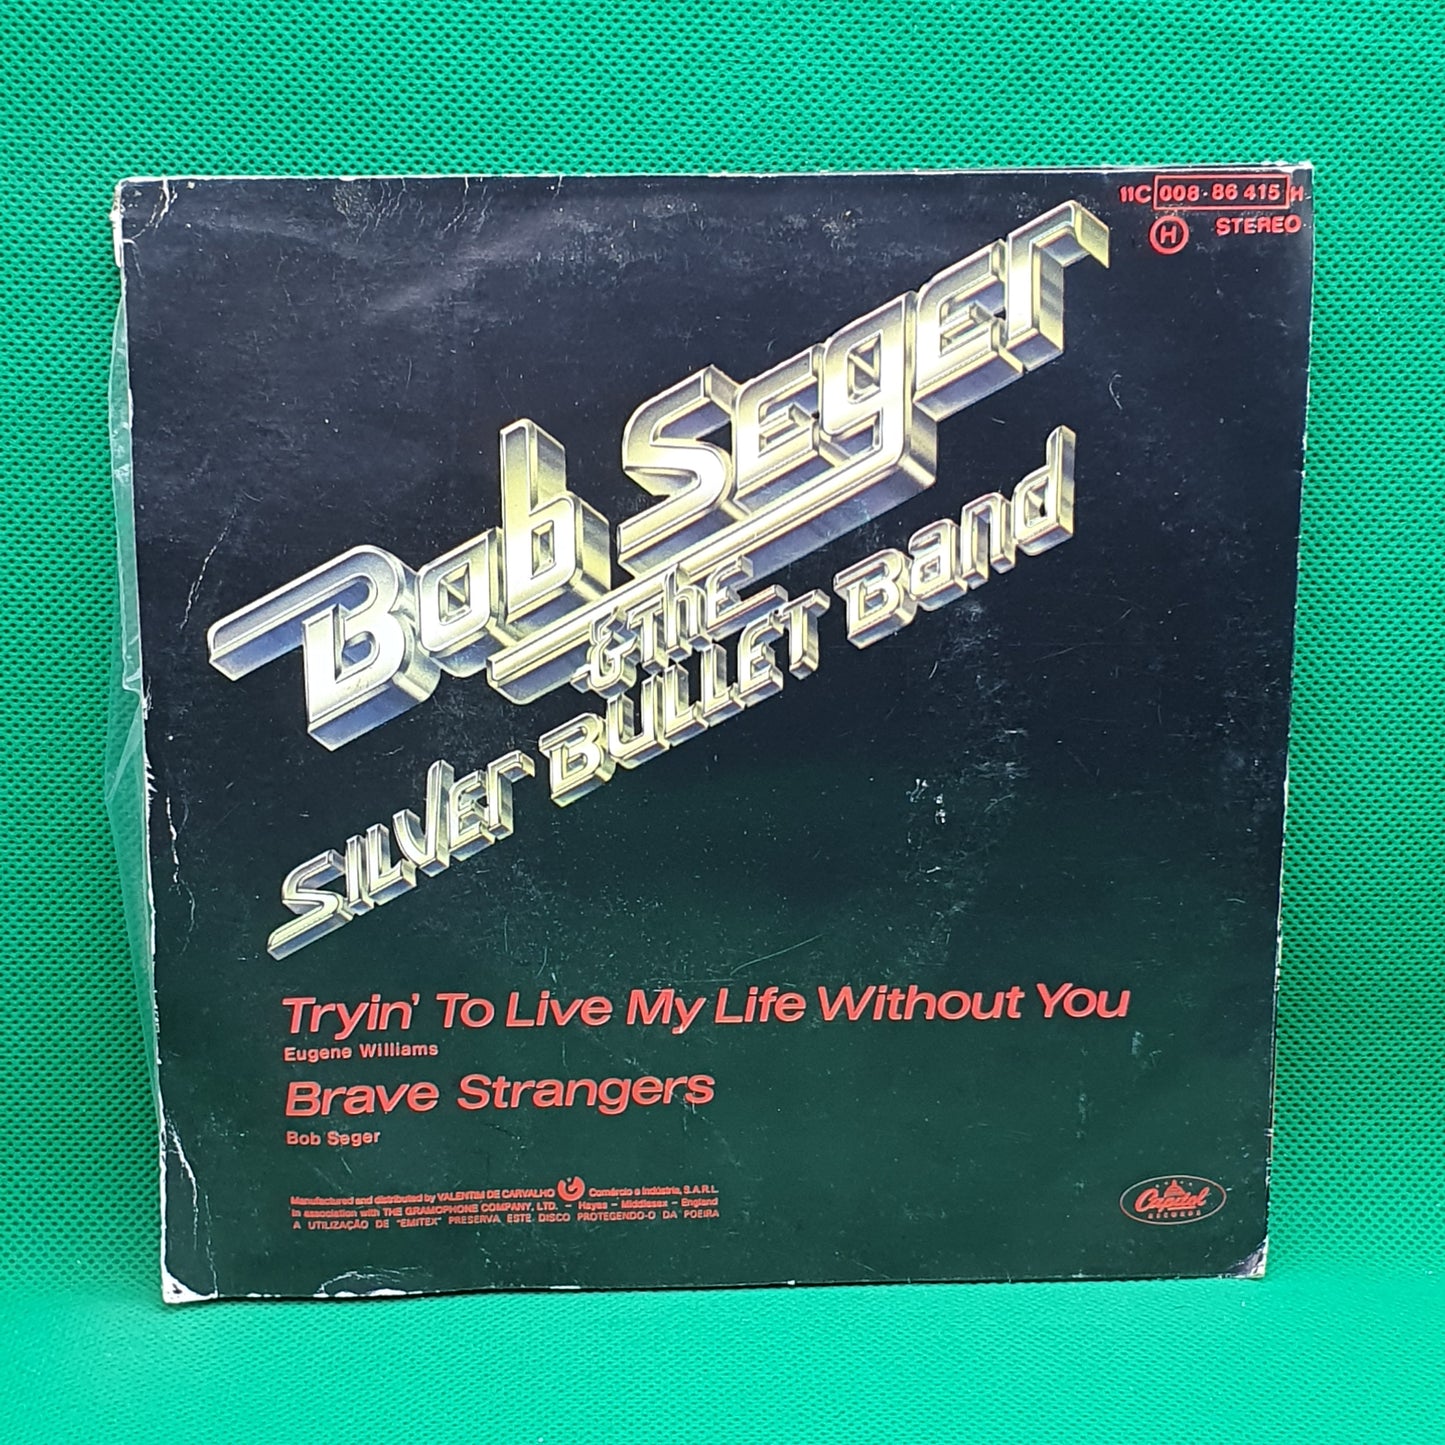 11C 008-86 415 H
H STEREO
Bob Seger
& The
Silver Bullet Band
Tryin' To Live My Life Without You
Eugene Williams
Brave Strangers
Bob Seger
Manufactured and distributed by VALENTIM DE CARVALHO Comércio e Indústria, S.A.R.L.
in association with THE GRAMOPHONE COMPANY, LTD. - Hayes - Middlesex - England
A UTILIZAÇÃO DE "EMITEX" PRESERVA ESTE DISCO PROTEGENDO-O DA POEIRA
Capitol
RECORDS